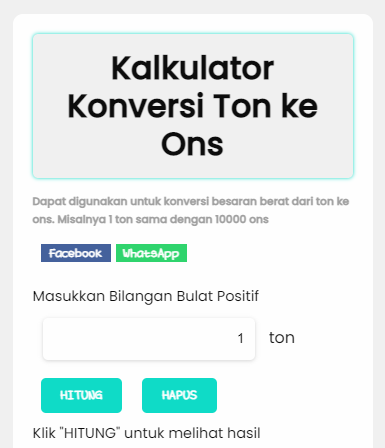 Kalkulator
Konversi Ton ke
Ons
Dapat digunakan untuk konversi besaran berat dari ton ke
ons. Misalnya 1 ton sama dengan 10000 ons
Facebook WhatsApp
Masukkan Bilangan Bulat Positif
1 ton
HITUNG HAPUS
Klik "HITUNG" untuk melihat hasil